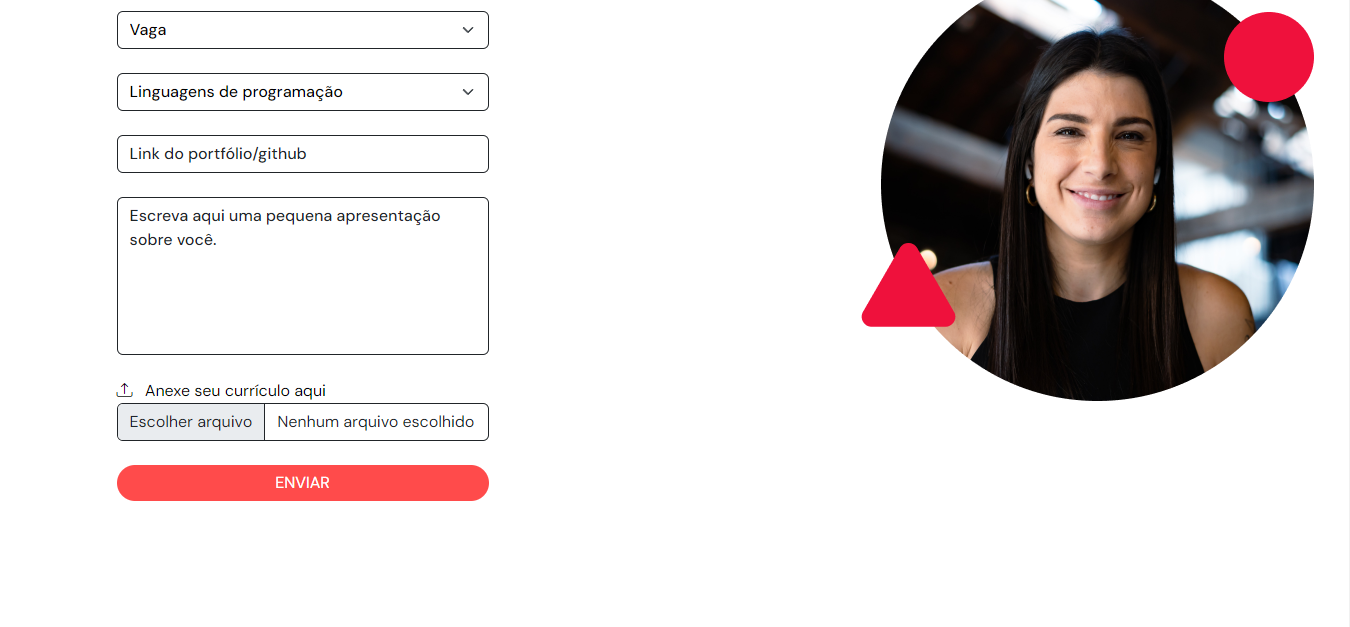 Vaga
Linguagens de programação
Link do portfólio/github
Escreva aqui uma pequena apresentação
sobre você.
Anexe seu currículo aqui
Escolher arquivo Nenhum arquivo escolhido
ENVIAR